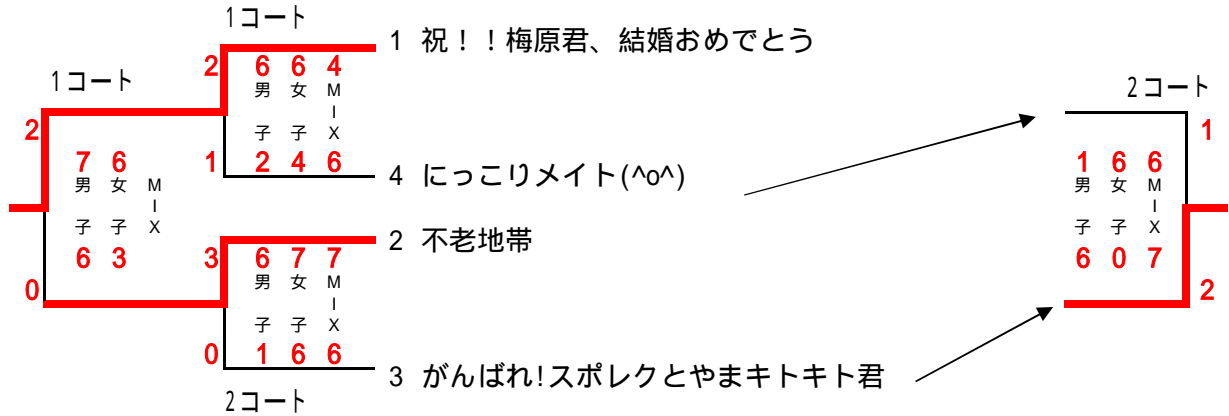 1コート
1 祝！！梅原君、結婚おめでとう
2 6 6 4
男子 女子 MIX
1 2 4 6
4 にっこりメイト(^o^)
1コート
2
7 6
男子 女子 MIX
6 3
0
2 不老地帯
3 6 7 7
男子 女子 MIX
0 1 6 6
3 がんばれ!スポレクとやまキトキト君
2コート
2コート
1
1 6 6
男子 女子 MIX
6 0 7
2